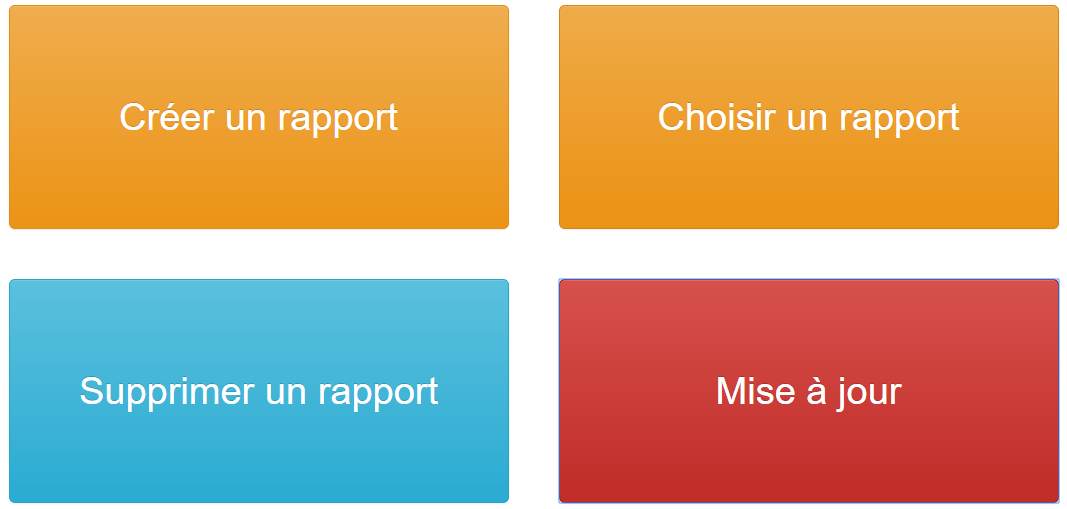 Créer un rapport
Choisir un rapport
Supprimer un rapport
Mise à jour